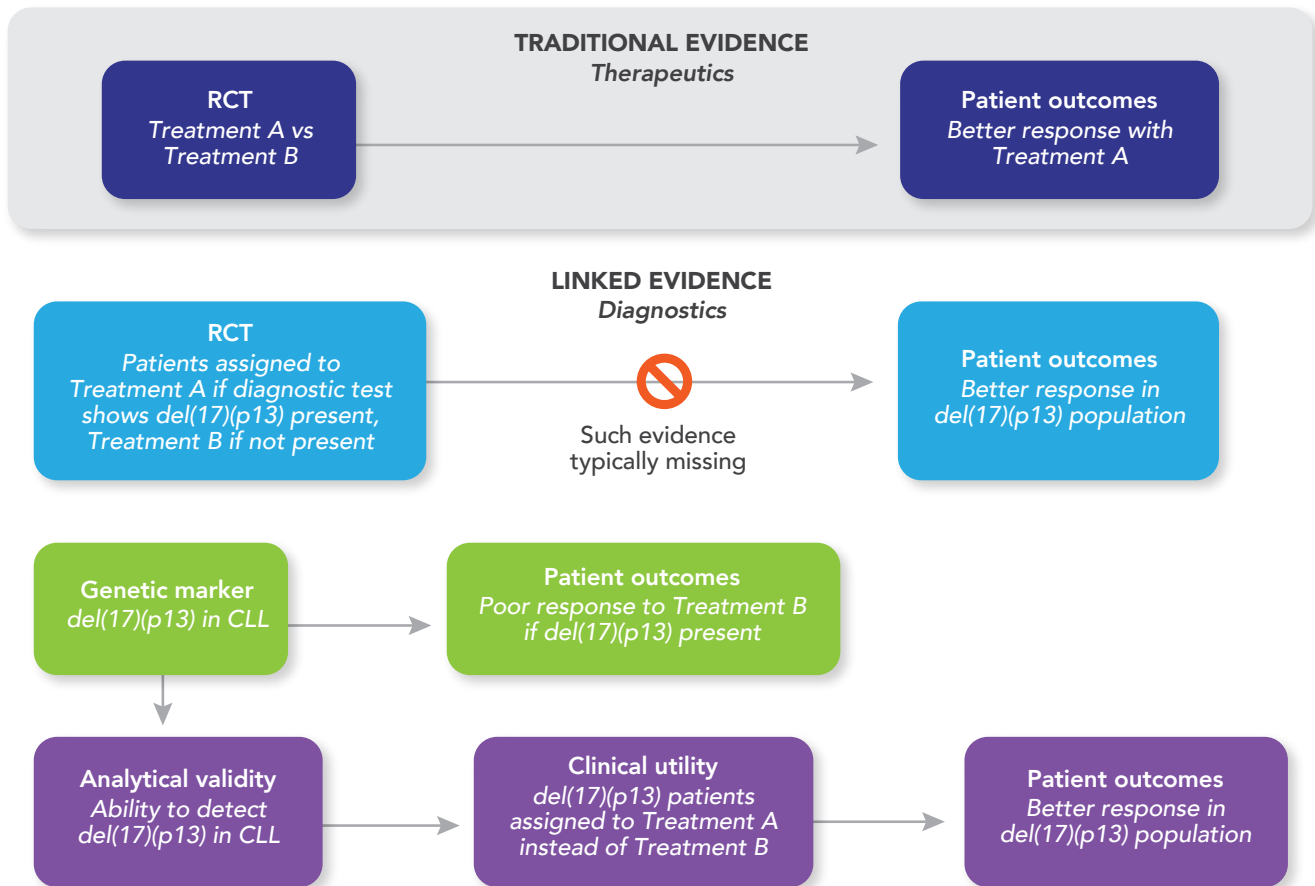 TRADITIONAL EVIDENCE
Therapeutics
RCT
Treatment A vs
Treatment B
Patient outcomes
Better response with
Treatment A
LINKED EVIDENCE
Diagnostics
RCT
Patients assigned to
Treatment A if diagnostic test
shows del(17)(p13) present,
Treatment B if not present
Such evidence
typically missing
Patient outcomes
Better response in
del(17)(p13) population
Genetic marker
del(17)(p13) in CLL
Patient outcomes
Poor response to Treatment B
if del(17)(p13) present
Analytical validity
Ability to detect
del(17)(p13) in CLL
Clinical utility
del(17)(p13) patients
assigned to Treatment A
instead of Treatment B
Patient outcomes
Better response in
del(17)(p13) population